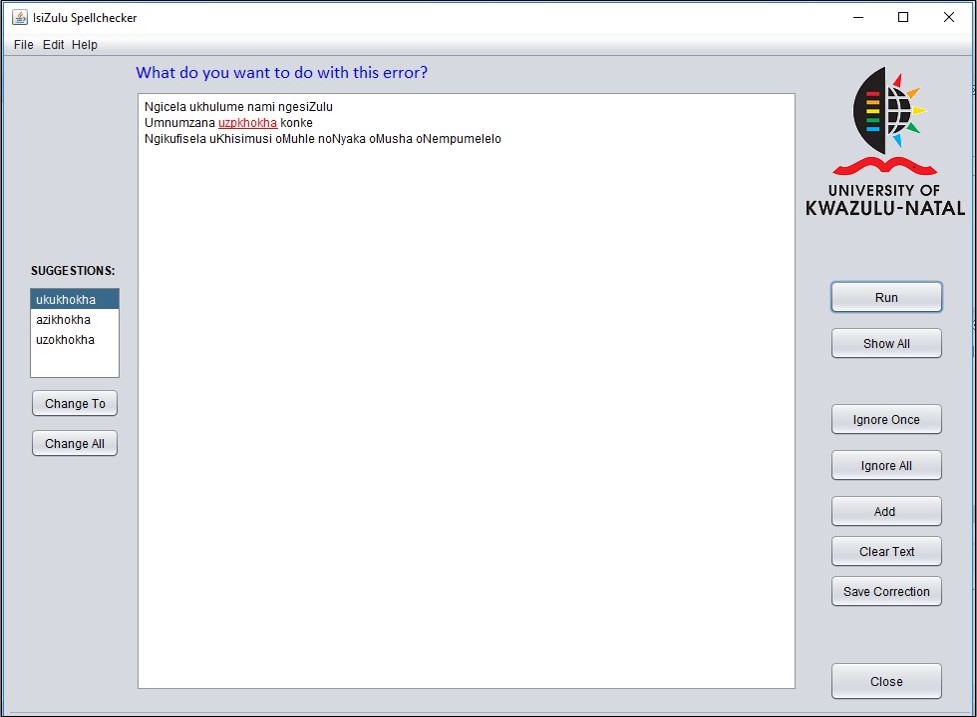 IsiZulu Spellchecker
File Edit Help
What do you want to do with this error?
Ngicela ukhulume nami ngesiZulu
Umnumzana uzpkhokha konke
Ngikufisela uKhisimusi oMuhle noNyaka oMusha oNempumelelo
SUGGESTIONS:
ukukhokha
azikhokha
uzokhokha
Change To
Change All
UNIVERSITY OF
KWAZULU-NATAL
Run
Show All
Ignore Once
Ignore All
Add
Clear Text
Save Correction
Close